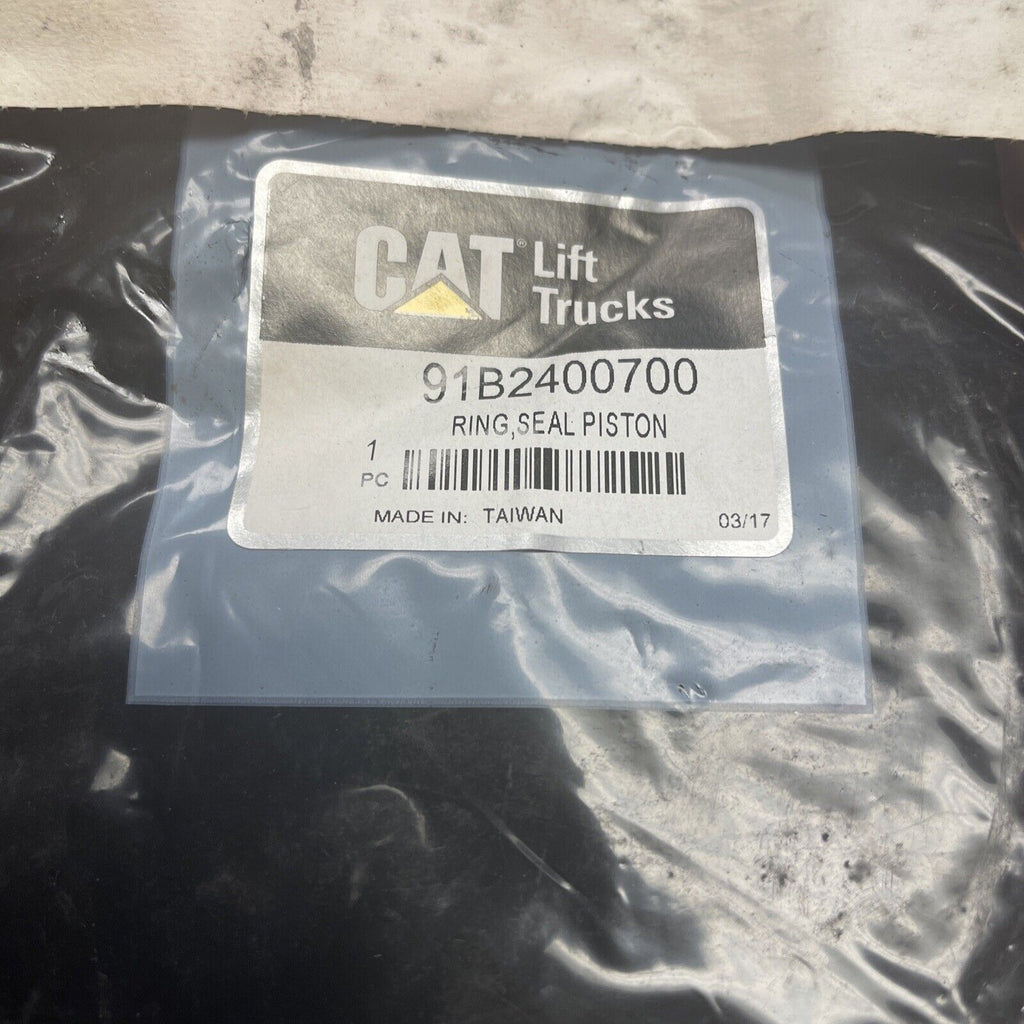 CAT® Lift
Trucks
91B2400700
RING,SEAL PISTON
1
PC
MADE IN: TAIWAN 03/17